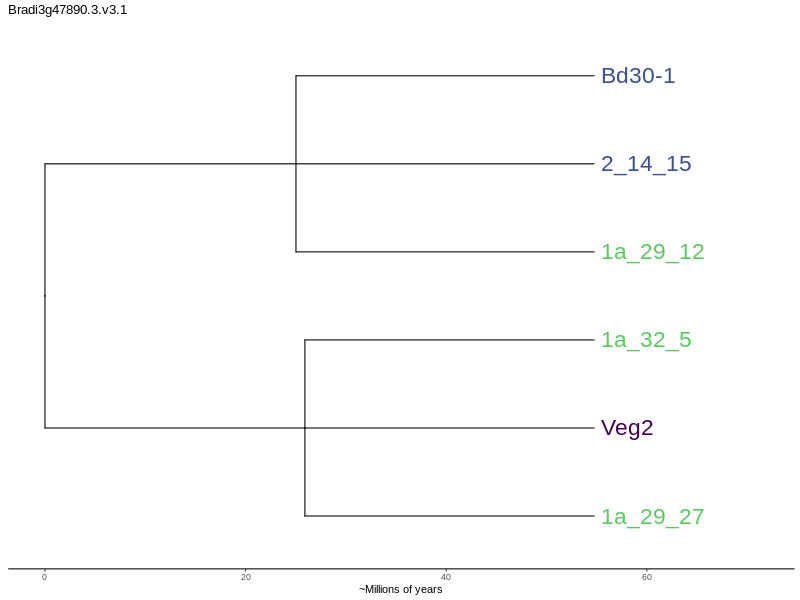 Bradi3g47890.3.v3.1
Bd30-1
2_14_15
1a_29_12
1a_32_5
Veg2
1a_29_27
0 20 40 60
~Millions of years